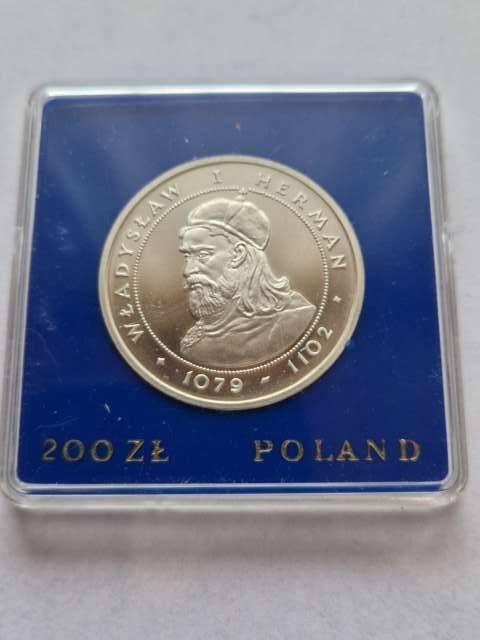 WŁADYSŁAW I HERMAN
* 1079 - 1102 *
200 ZŁ POLAND